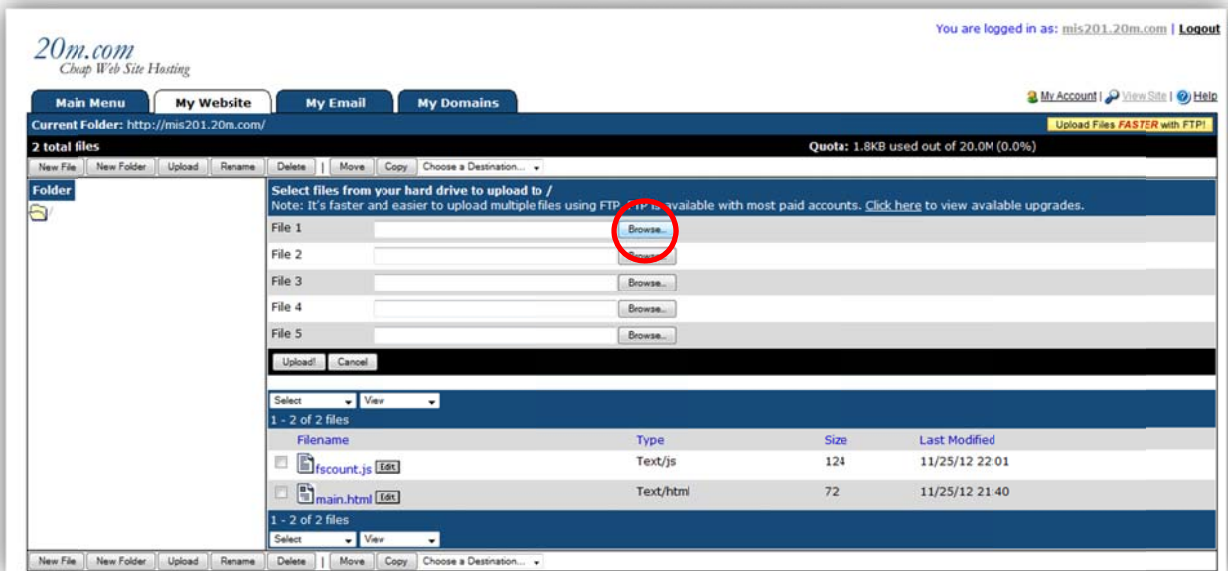 You are logged in as: mis201.20m.com | Logout
20m.com
Cheap Web Site Hosting
Main Menu My Website My Email My Domains
My Account | View Site | Help
Current Folder: http://mis201.20m.com/ Upload Files FASTER with FTP!
2 total files Quota: 1.8KB used out of 20.0M (0.0%)
New File New Folder Upload Rename Delete | Move Copy Choose a Destination...
Folder
/
Select files from your hard drive to upload to /
Note: It's faster and easier to upload multiple files using FTP. FTP is available with most paid accounts. Click here to view available upgrades.
File 1 Browse...
File 2 Browse...
File 3 Browse...
File 4 Browse...
File 5 Browse...
Upload! Cancel
Select View
1 - 2 of 2 files
Filename Type Size Last Modified
fscount.js Edit Text/js 124 11/25/12 22:01
main.html Edit Text/html 72 11/25/12 21:40
1 - 2 of 2 files
Select View
New File New Folder Upload Rename Delete | Move Copy Choose a Destination...